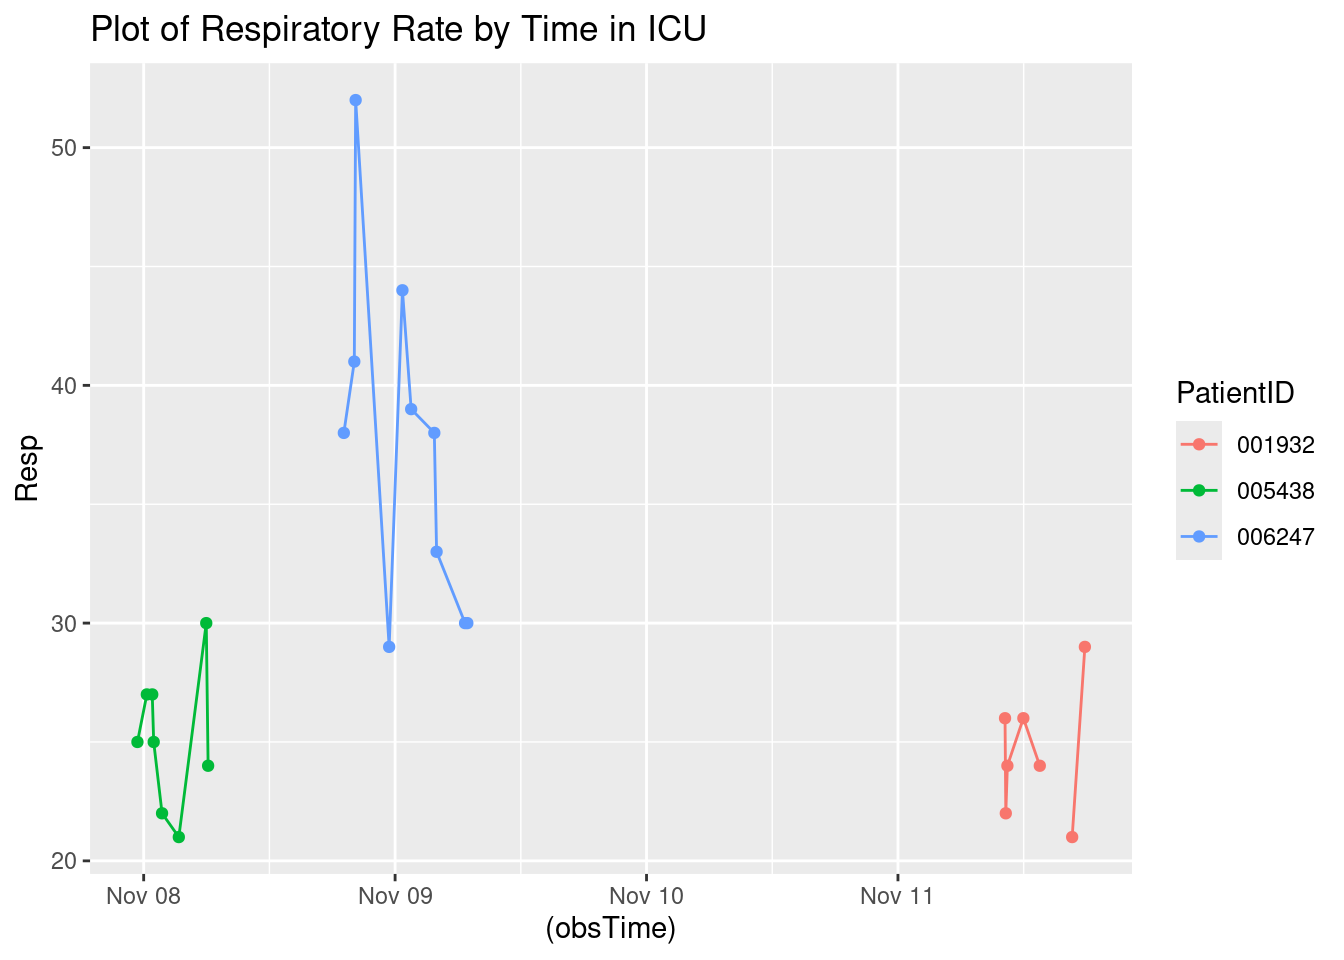 Plot of Respiratory Rate by Time in ICU
50
40
30
20
Resp
Nov 08 Nov 09 Nov 10 Nov 11
(obsTime)
PatientID
001932
005438
006247